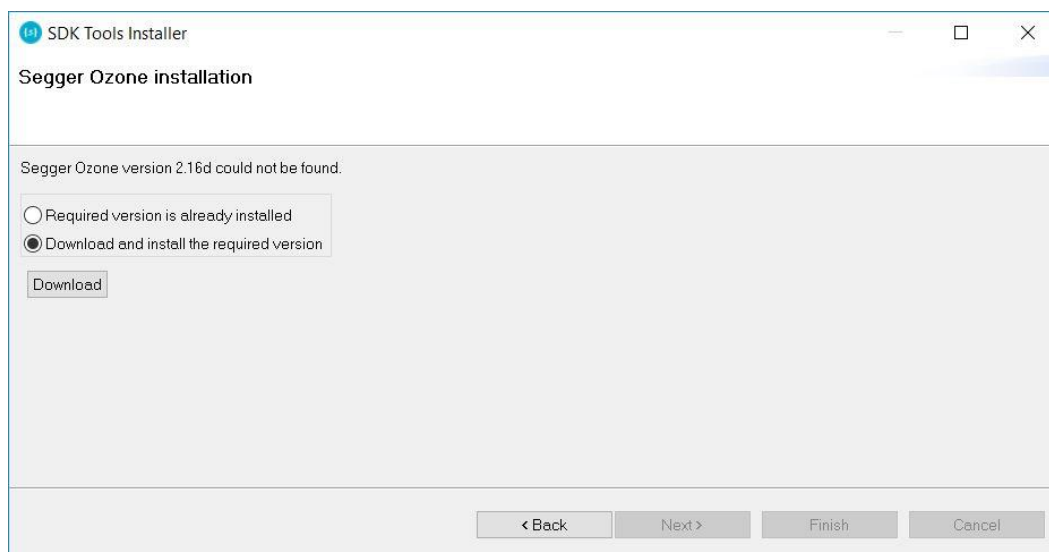 SDK Tools Installer
Segger Ozone installation
Segger Ozone version 2.16d could not be found.
Required version is already installed
Download and install the required version
Download
< Back
Next >
Finish
Cancel